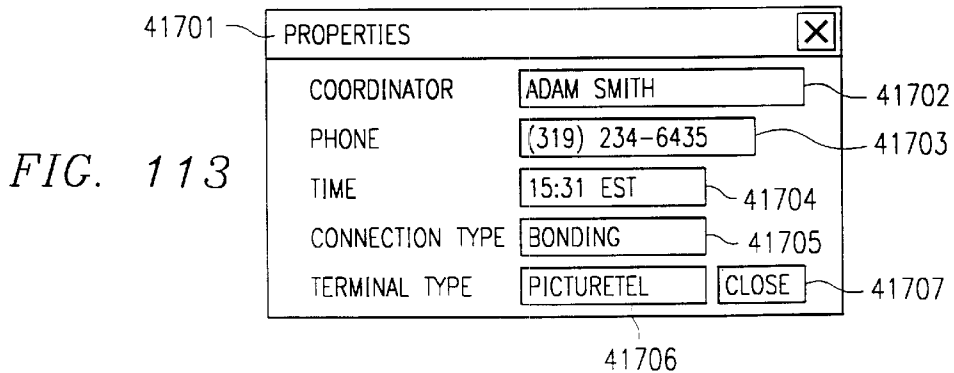 41701
PROPERTIES X
COORDINATOR ADAM SMITH 41702
PHONE (319) 234-6435 41703
FIG. 113
TIME 15:31 EST 41704
CONNECTION TYPE BONDING 41705
TERMINAL TYPE PICTURETEL CLOSE 41707
41706